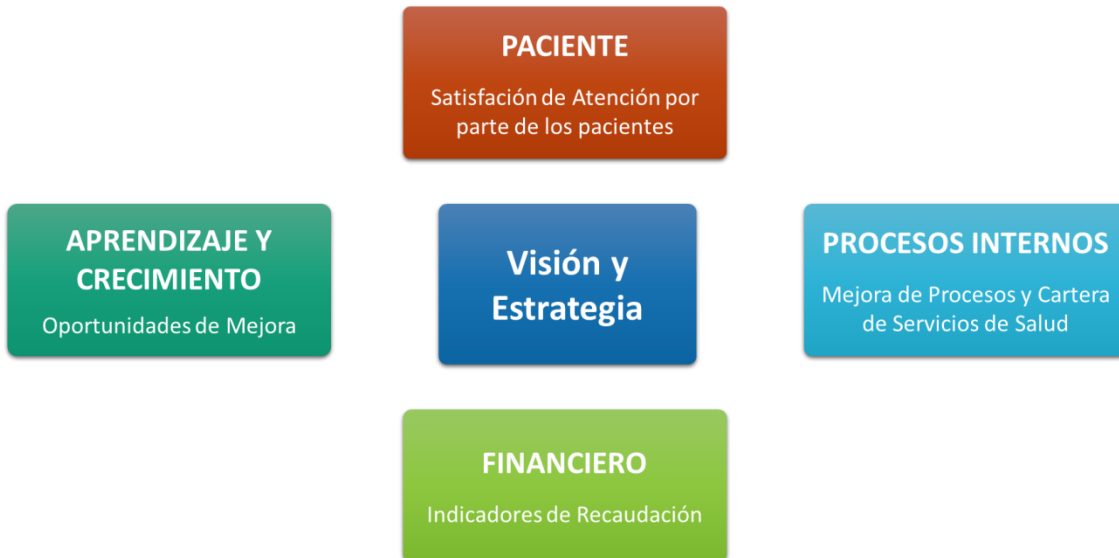 PACIENTE
Satisfación de Atención por
parte de los pacientes
APRENDIZAJE Y
CRECIMIENTO
Oportunidades de Mejora
Visión y
Estrategia
PROCESOS INTERNOS
Mejora de Procesos y Cartera
de Servicios de Salud
FINANCIERO
Indicadores de Recaudación